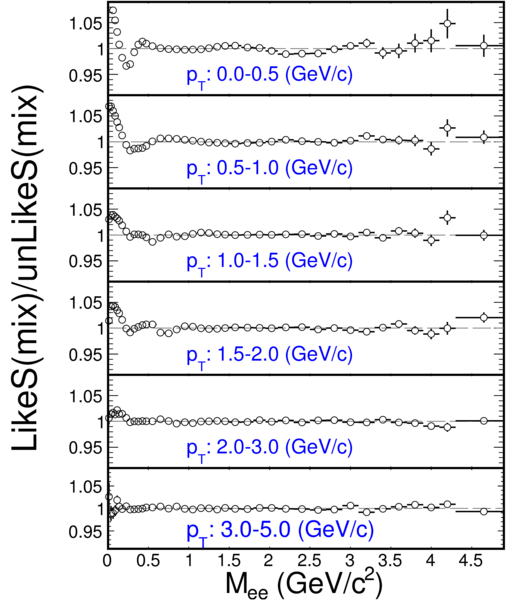 LikeS(mix)/unLikeS(mix)
1.05
1
0.95
p_T: 0.0-0.5 (GeV/c)
1.05
1
0.95
p_T: 0.5-1.0 (GeV/c)
1.05
1
0.95
p_T: 1.0-1.5 (GeV/c)
1.05
1
0.95
p_T: 1.5-2.0 (GeV/c)
1.05
1
0.95
p_T: 2.0-3.0 (GeV/c)
1.05
1
0.95
p_T: 3.0-5.0 (GeV/c)
0 0.5 1 1.5 2 2.5 3 3.5 4 4.5
M_ee (GeV/c²)